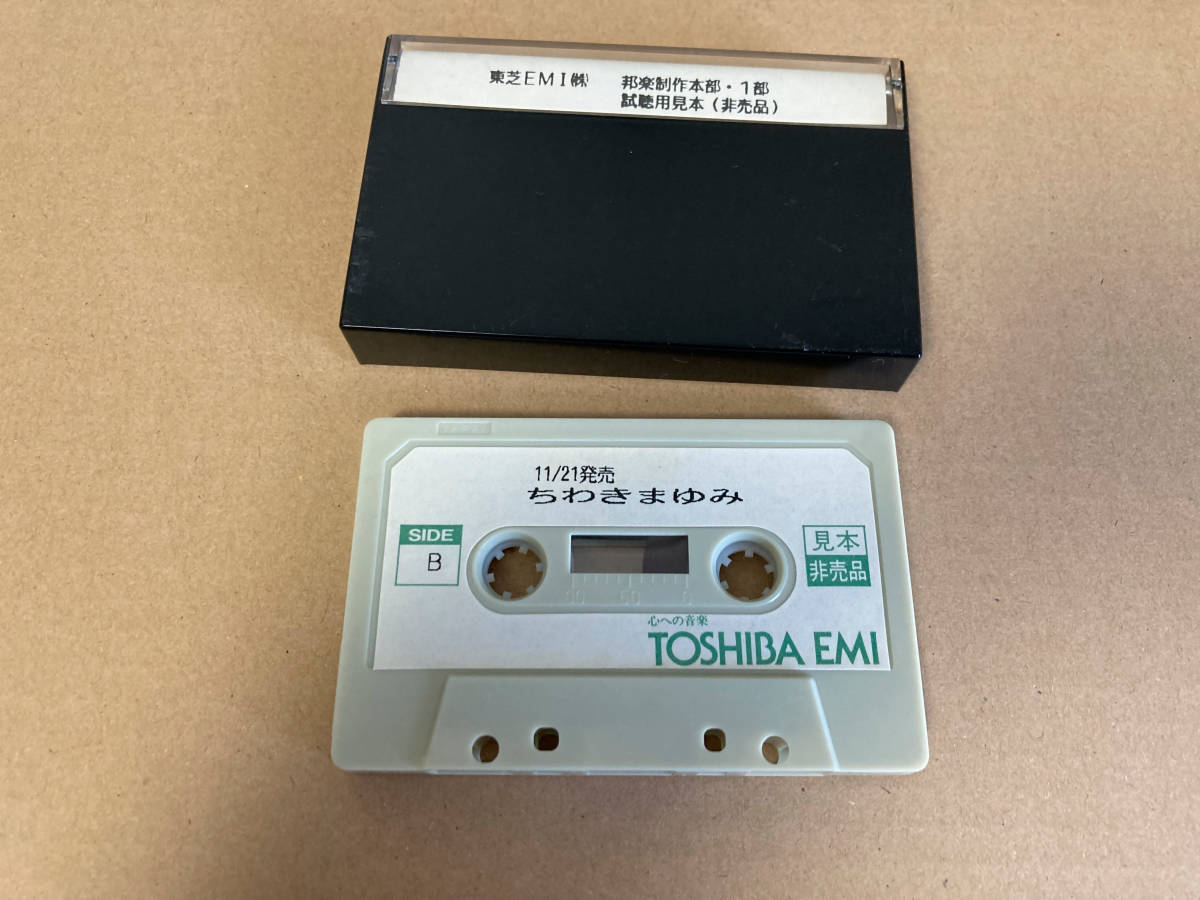 東芝EMI㈱ 邦楽制作本部・1部
試聴用見本(非売品)
11/21発売
ちわきまゆみ
SIDE
B
見本
非売品
心への音楽
TOSHIBA EMI